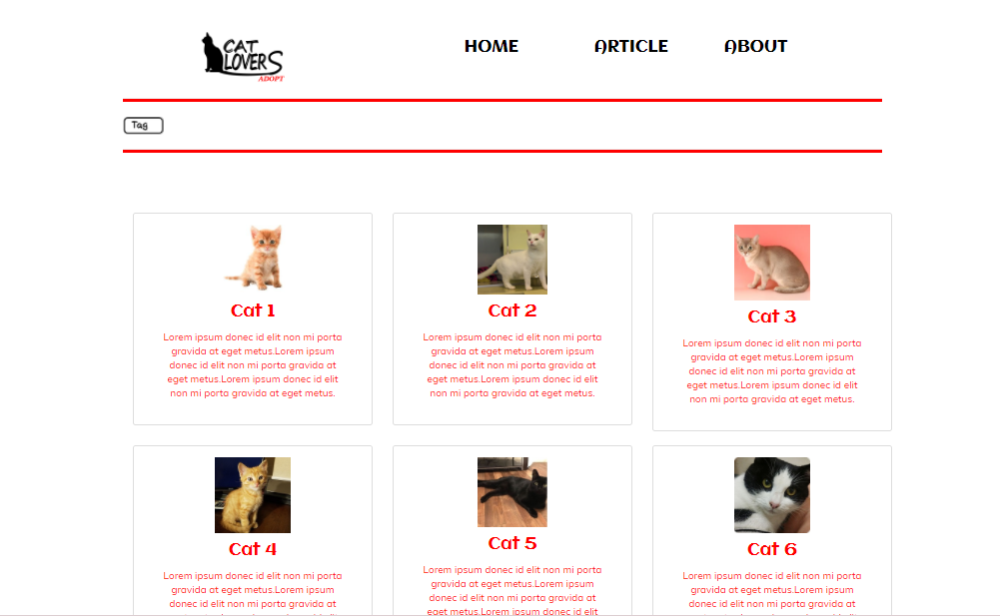 CAT
LOVERS
ADOPT
HOME ARTICLE ABOUT
Tag
Cat 1
Lorem ipsum donec id elit non mi porta
gravida at eget metus.Lorem ipsum
donec id elit non mi porta gravida at
eget metus.Lorem ipsum donec id elit
non mi porta gravida at eget metus.
Cat 2
Lorem ipsum donec id elit non mi porta
gravida at eget metus.Lorem ipsum
donec id elit non mi porta gravida at
eget metus.Lorem ipsum donec id elit
non mi porta gravida at eget metus.
Cat 3
Lorem ipsum donec id elit non mi porta
gravida at eget metus.Lorem ipsum
donec id elit non mi porta gravida at
eget metus.Lorem ipsum donec id elit
non mi porta gravida at eget metus.
Cat 4
Lorem ipsum donec id elit non mi porta
gravida at eget metus.Lorem ipsum
donec id elit non mi porta gravida at
Cat 5
Lorem ipsum donec id elit non mi porta
gravida at eget metus.Lorem ipsum
donec id elit non mi porta gravida at
eget metus.Lorem ipsum donec id elit
Cat 6
Lorem ipsum donec id elit non mi porta
gravida at eget metus.Lorem ipsum
donec id elit non mi porta gravida at